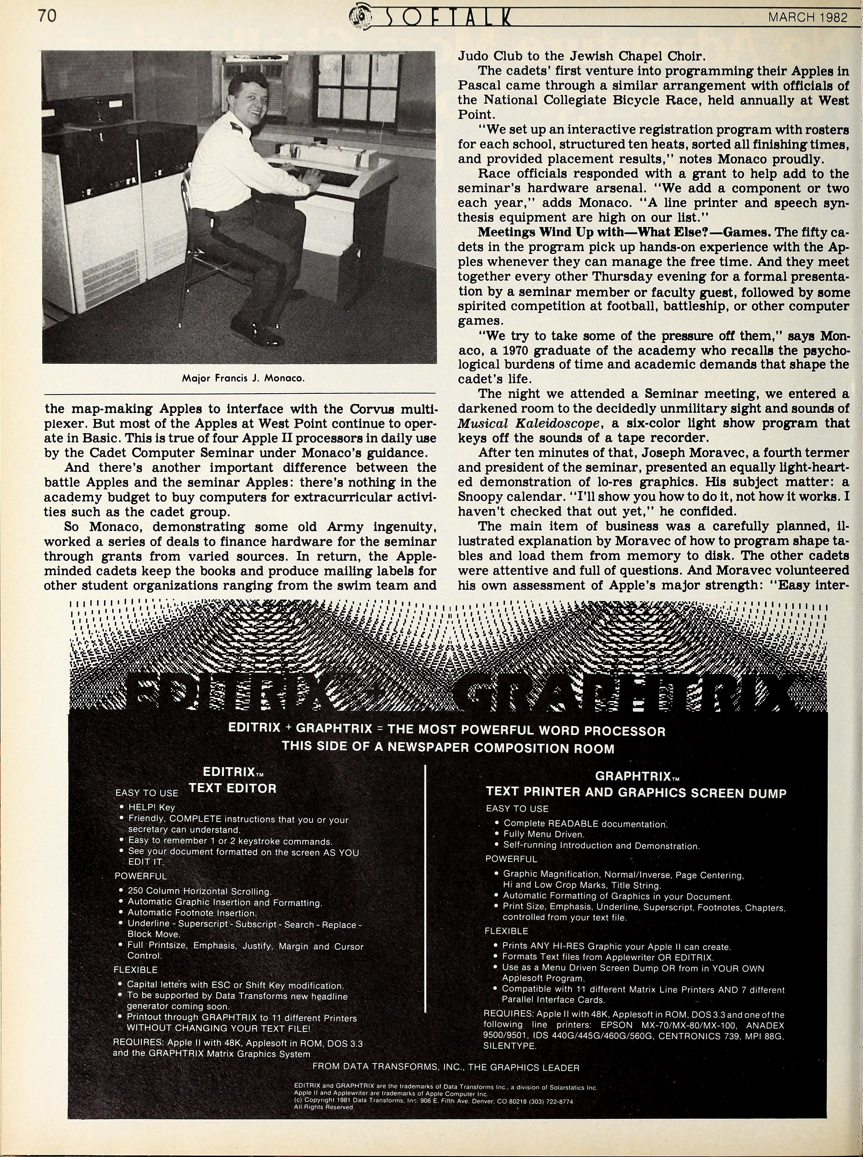 70
SOFTALK
MARCH 1982
Major Francis J. Monaco.
the map-making Apples to interface with the Corvus multi-
plexer. But most of the Apples at West Point continue to oper-
ate in Basic. This is true of four Apple II processors in daily use
by the Cadet Computer Seminar under Monaco's guidance.
And there's another important difference between the
battle Apples and the seminar Apples: there's nothing in the
academy budget to buy computers for extracurricular activi-
ties such as the cadet group.
So Monaco, demonstrating some old Army ingenuity,
worked a series of deals to finance hardware for the seminar
through grants from varied sources. In return, the Apple-
minded cadets keep the books and produce mailing labels for
other student organizations ranging from the swim team and
Judo Club to the Jewish Chapel Choir.
The cadets' first venture into programming their Apples in
Pascal came through a similar arrangement with officials of
the National Collegiate Bicycle Race, held annually at West
Point.
"We set up an interactive registration program with rosters
for each school, structured ten heats, sorted all finishing times,
and provided placement results," notes Monaco proudly.
Race officials responded with a grant to help add to the
seminar's hardware arsenal. "We add a component or two
each year," adds Monaco. "A line printer and speech syn-
thesis equipment are high on our list."
Meetings Wind Up with—What Else?—Games. The fifty ca-
dets in the program pick up hands-on experience with the Ap-
ples whenever they can manage the free time. And they meet
together every other Thursday evening for a formal presenta-
tion by a seminar member or faculty guest, followed by some
spirited competition at football, battleship, or other computer
games.
"We try to take some of the pressure off them," says Mon-
aco, a 1970 graduate of the academy who recalls the psycho-
logical burdens of time and academic demands that shape the
cadet's life.
The night we attended a Seminar meeting, we entered a
darkened room to the decidedly unmilitary sight and sounds of
Musical Kaleidoscope, a six-color light show program that
keys off the sounds of a tape recorder.
After ten minutes of that, Joseph Moravec, a fourth termer
and president of the seminar, presented an equally light-heart-
ed demonstration of lo-res graphics. His subject matter: a
Snoopy calendar. "I'll show you how to do it, not how it works. I
haven't checked that out yet," he confided.
The main item of business was a carefully planned, il-
lustrated explanation by Moravec of how to program shape ta-
bles and load them from memory to disk. The other cadets
were attentive and full of questions. And Moravec volunteered
his own assessment of Apple's major strength: "Easy inter-
EDITRIX + GRAPHTRIX
EDITRIX + GRAPHTRIX = THE MOST POWERFUL WORD PROCESSOR
THIS SIDE OF A NEWSPAPER COMPOSITION ROOM
EDITRIX™
TEXT EDITOR
EASY TO USE
• HELP! Key
• Friendly, COMPLETE instructions that you or your
secretary can understand.
• Easy to remember 1 or 2 keystroke commands.
• See your document formatted on the screen AS YOU
EDIT IT.
POWERFUL
• 250 Column Horizontal Scrolling.
• Automatic Graphic Insertion and Formatting.
• Automatic Footnote Insertion.
• Underline - Superscript - Subscript - Search - Replace -
Block Move.
• Full Printsize, Emphasis, Justify, Margin and Cursor
Control.
FLEXIBLE
• Capital letters with ESC or Shift Key modification.
• To be supported by Data Transforms new headline
generator coming soon.
• Printout through GRAPHTRIX to 11 different Printers
WITHOUT CHANGING YOUR TEXT FILE!
REQUIRES: Apple II with 48K, Applesoft in ROM, DOS 3.3
and the GRAPHTRIX Matrix Graphics System
GRAPHTRIX™
TEXT PRINTER AND GRAPHICS SCREEN DUMP
EASY TO USE
• Complete READABLE documentation.
• Fully Menu Driven.
• Self-running Introduction and Demonstration.
POWERFUL
• Graphic Magnification, Normal/Inverse, Page Centering,
Hi and Low Crop Marks, Title String.
• Automatic Formatting of Graphics in your Document.
• Print Size, Emphasis, Underline, Superscript, Footnotes, Chapters,
controlled from your text file.
FLEXIBLE
• Prints ANY HI-RES Graphic your Apple II can create.
• Formats Text files from Applewriter OR EDITRIX.
• Use as a Menu Driven Screen Dump OR from in YOUR OWN
Applesoft Program.
• Compatible with 11 different Matrix Line Printers AND 7 different
Parallel Interface Cards.
REQUIRES: Apple II with 48K, Applesoft in ROM, DOS 3.3 and one of the
following line printers: EPSON MX-70/MX-80/MX-100, ANADEX
9500/9501, IDS 440G/445G/460G/560G, CENTRONICS 739, MPI 88G,
SILENTYPE.
FROM DATA TRANSFORMS, INC., THE GRAPHICS LEADER
EDITRIX and GRAPHTRIX are the trademarks of Data Transforms Inc., a division of Solarstatics Inc.
Apple II and Applewriter are trademarks of Apple Computer Inc.
(c) Copyright 1981 Data Transforms, Inc. 906 E. Fifth Ave. Denver, CO 80218 (303) 722-8774
All Rights Reserved